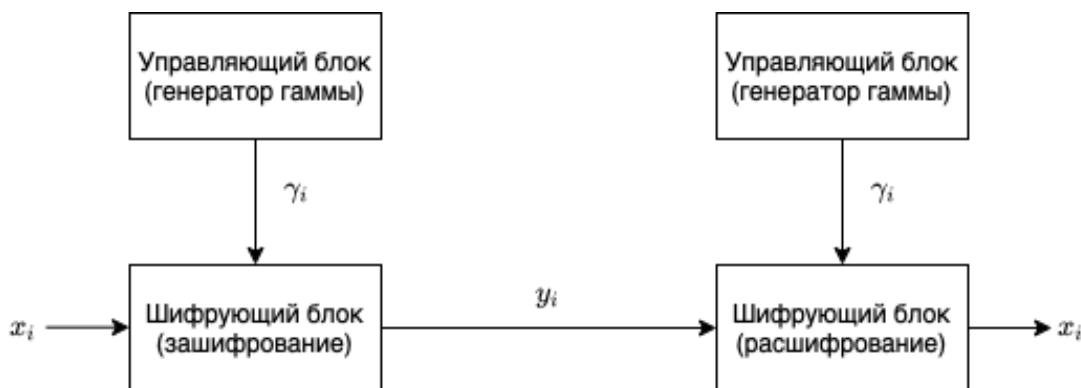 Управляющий блок
(генератор гаммы)
Управляющий блок
(генератор гаммы)
γᵢ
γᵢ
xᵢ
Шифрующий блок
(зашифрование)
yᵢ
Шифрующий блок
(расшифрование)
xᵢ